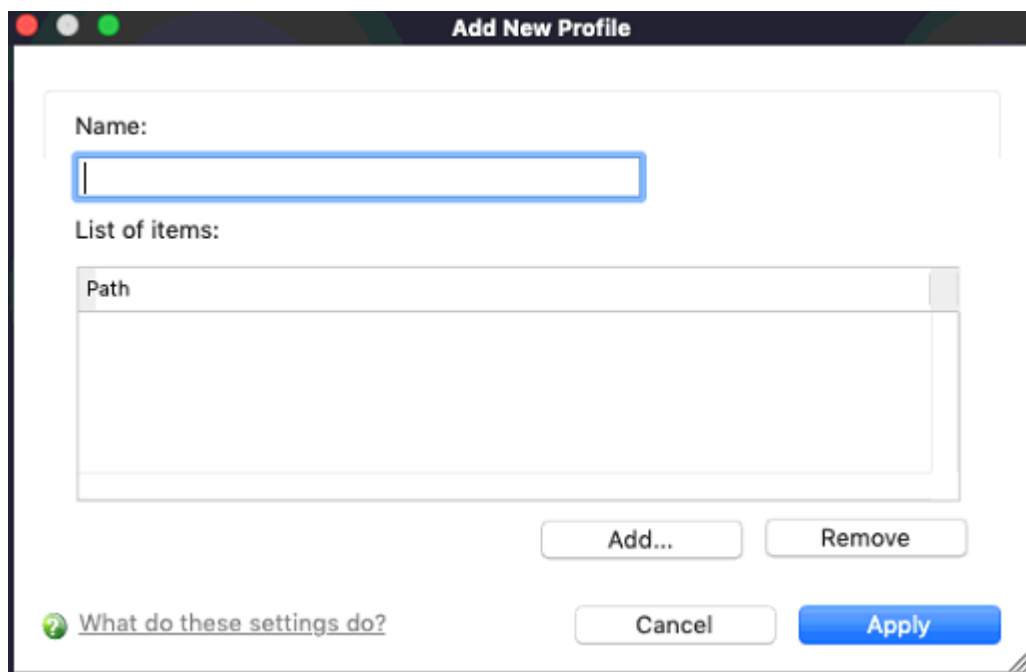 Add New Profile
Name:
List of items:
Path
Add...
Remove
What do these settings do?
Cancel
Apply